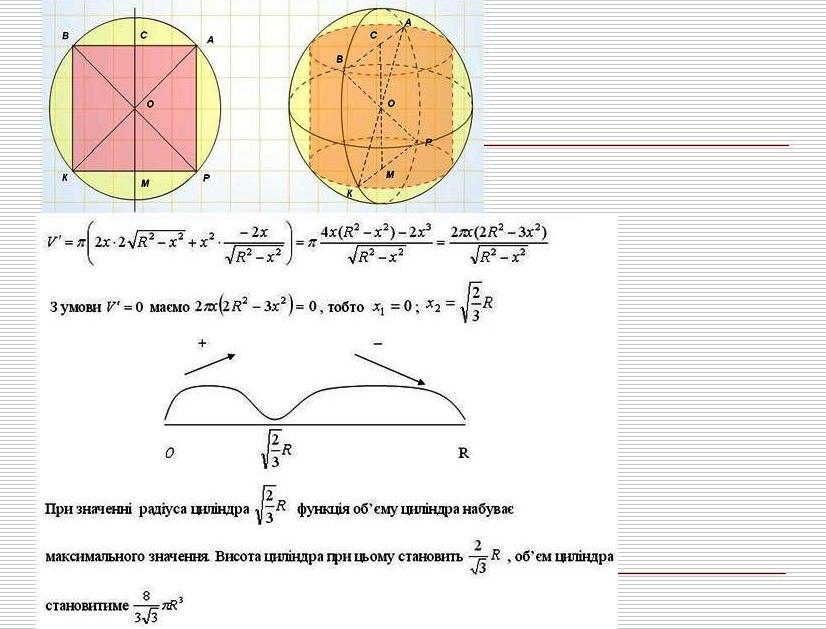 B C A
O
K M P
A
C
B
O
P
M
K
V' = π(2x·2√(R² − x²) + x²· −2x/√(R² − x²)) = π 4x(R² − x²) − 2x³/√(R² − x²) = 2πx(2R² − 3x²)/√(R² − x²)
З умови V' = 0 маємо 2πx(2R² − 3x²) = 0, тобто x₁ = 0; x₂ = √(2/3)R
+ −
0 √(2/3)R R
При значенні радіуса циліндра √(2/3)R функція об’єму циліндра набуває
максимального значення. Висота циліндра при цьому становить 2/√3 R , об’єм циліндра
становитиме 8/(3√3) πR³